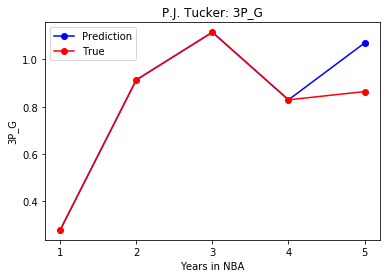 P.J. Tucker: 3P_G
Prediction
True
1.0
0.8
0.6
0.4
3P_G
1 2 3 4 5
Years in NBA